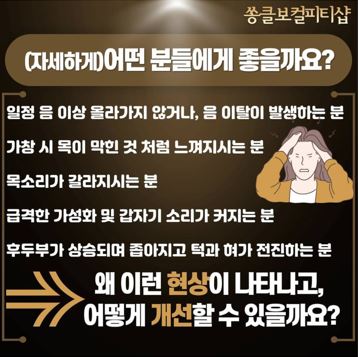 쏭클보컬피티샵
(자세하게)어떤 분들에게 좋을까요?
일정 음 이상 올라가지 않거나, 음 이탈이 발생하는 분
가창 시 목이 막힌 것 처럼 느껴지시는 분
목소리가 갈라지시는 분
급격한 가성화 및 갑자기 소리가 커지는 분
후두부가 상승되며 좁아지고 턱과 혀가 전진하는 분
왜 이런 현상이 나타나고,
어떻게 개선할 수 있을까요?